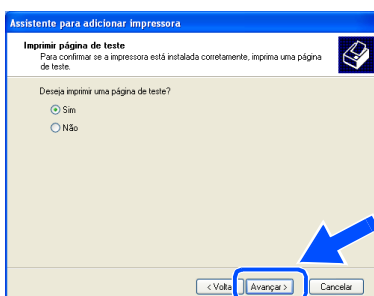 Assistente para adicionar impressora
Imprimir página de teste
Para confirmar se a impressora está instalada corretamente, imprima uma página
de teste.
Deseja imprimir uma página de teste?
Sim
Não
< Volta Avançar > Cancelar